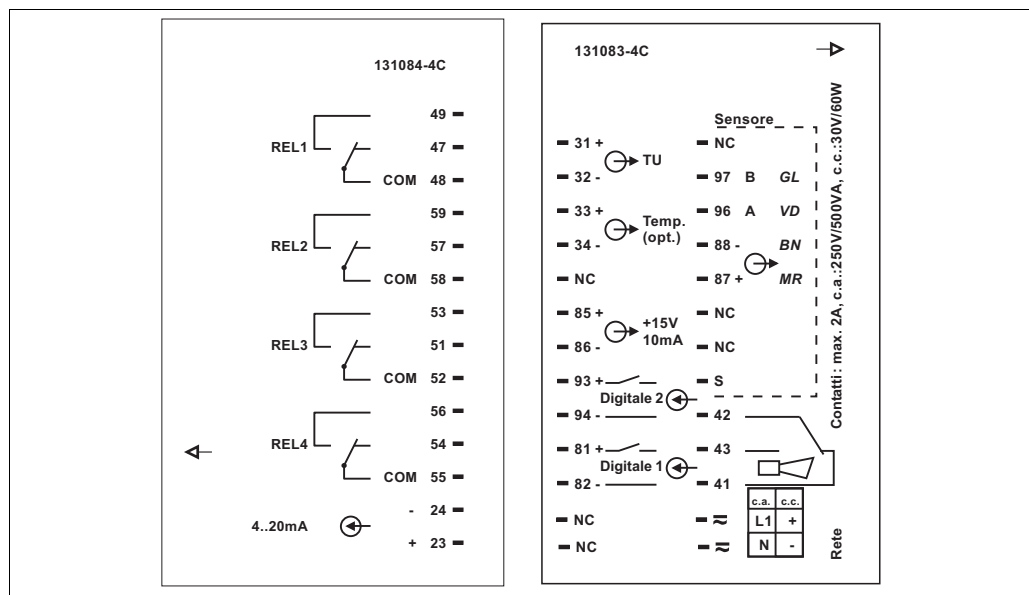 131084-4C
49
REL1
47
COM 48
59
REL2
57
COM 58
53
REL3
51
COM 52
56
REL4
54
COM 55
- 24
4..20mA
+ 23
131083-4C
Sensore
31 +
TU
32 -
33 +
Temp.
(opt.)
34 -
NC
85 +
+15V
10mA
86 -
93 +
Digitale 2
94 -
81 +
Digitale 1
82 -
NC
NC
NC
97 B GL
96 A VD
88 - BN
87 + MR
NC
NC
S
42
43
41
≂
≂
c.a. c.c.
L1 +
N -
Contatti: max. 2A, c.a.:250V/500VA, c.c.:30V/60W
Rete